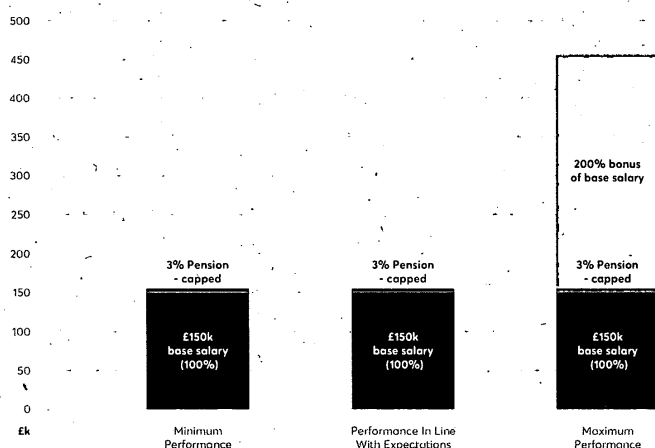 500
450
400
350
300
250
200
150
100
50
0
£k
200% bonus
of base salary
3% Pension
- capped
3% Pension
- capped
3% Pension
- capped
£150k
base salary
(100%)
£150k
base salary
(100%)
£150k
base salary
(100%)
Minimum
Performance
Performance In Line
With Expectations
Maximum
Performance